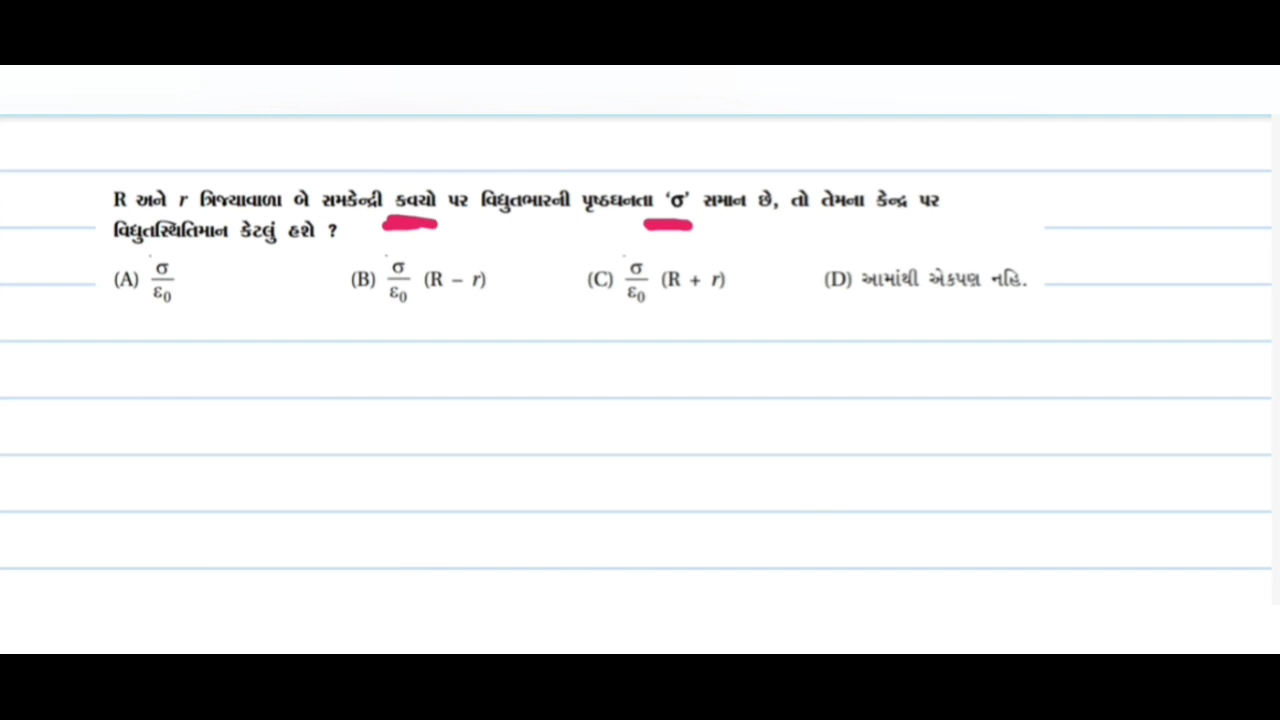 R અને r ત્રિજ્યાવાળા બે સમકેન્દ્રી કવચો પર વિદ્યુતભારની પૃષ્ઠઘનતા ‘σ’ સમાન છે, તો તેમના કેન્દ્ર પર
વિદ્યુતસ્થિતિમાન કેટલું હશે ?
(A) σ/ε₀ (B) σ/ε₀ (R − r) (C) σ/ε₀ (R + r) (D) આમાંથી એકપણ નહિ.